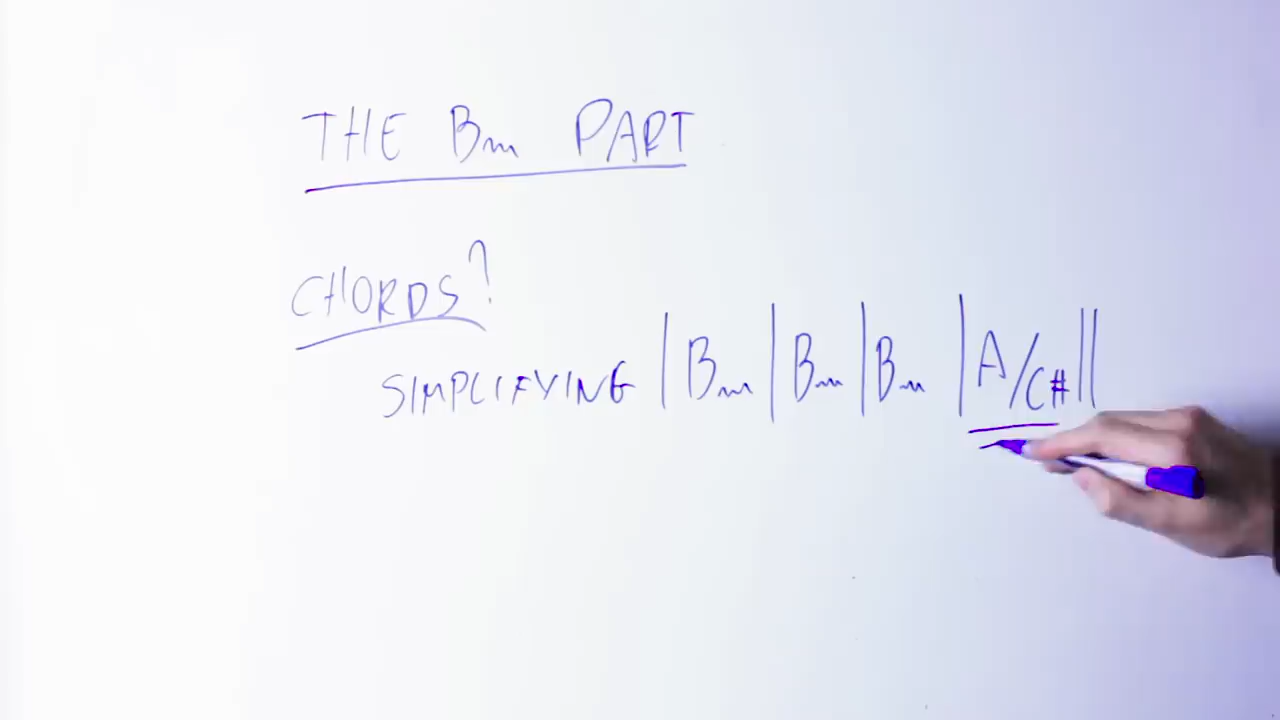 THE Bm PART
CHORDS?
SIMPLIFYING | Bm | Bm | Bm | A/C# ||